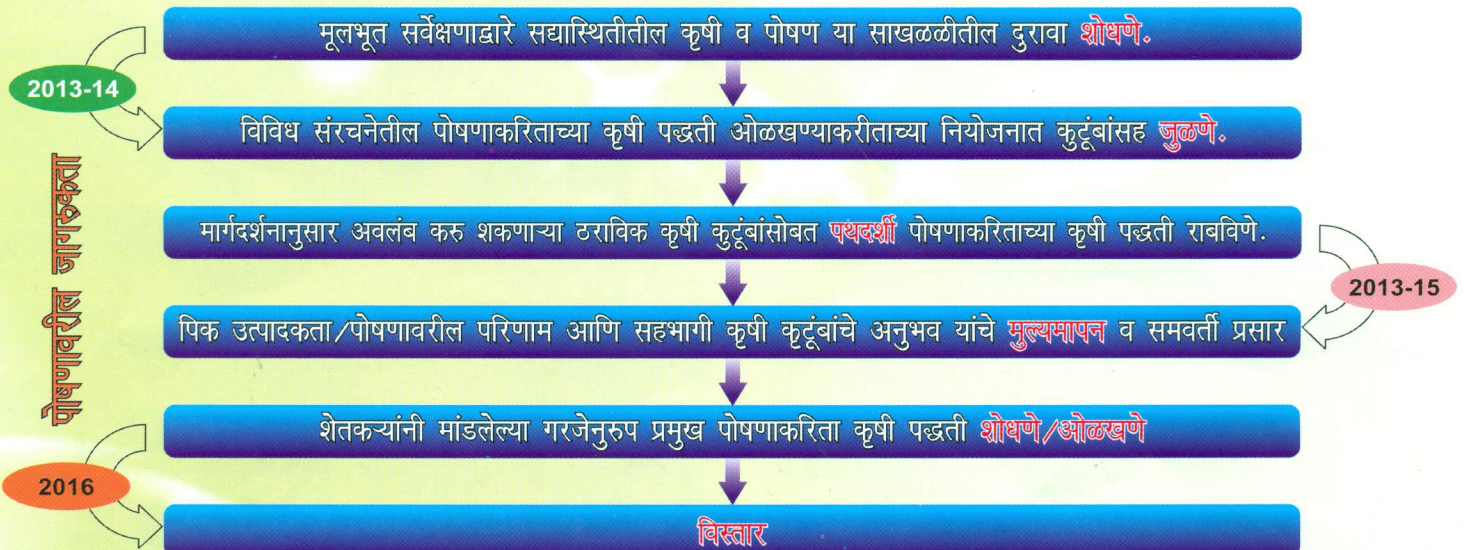 मूलभूत सर्वेक्षणाद्वारे सद्यास्थितीतील कृषी व पोषण या साखळळीतील दुरावा शोधणे.
2013-14
विविध संरचनेतील पोषणाकरिताच्या कृषी पद्धती ओळखण्याकरीताच्या नियोजनात कुटूंबांसह जुळणे.
पोषणावरील जागरुकता
मार्गदर्शनानुसार अवलंब करु शकणाऱ्या ठराविक कृषी कुटूंबांसोबत पथदर्शी पोषणाकरिताच्या कृषी पद्धती राबविणे.
2013-15
पिक उत्पादकता/पोषणावरील परिणाम आणि सहभागी कृषी कृटूंबांचे अनुभव यांचे मुल्यमापन व समवर्ती प्रसार
शेतकऱ्यांनी मांडलेल्या गरजेनुरुप प्रमुख पोषणाकरिता कृषी पद्धती शोधणे/ओळखणे
2016
विस्तार